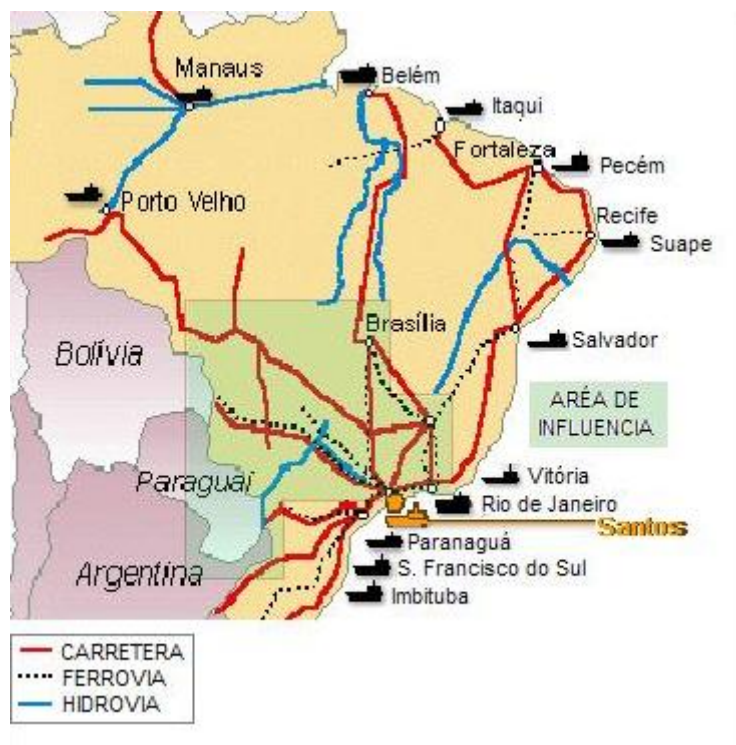 Manaus
Belém
Itaqui
Fortaleza
Pecém
Porto Velho
Recife
Suape
Brasília
Bolívia
Salvador
ARÉA DE
INFLUENCIA
Paraguai
Vitória
Rio de Janeiro
Santos
Paranaguá
Argentina
S. Francisco do Sul
Imbituba
CARRETERA
FERROVIA
HIDROVIA